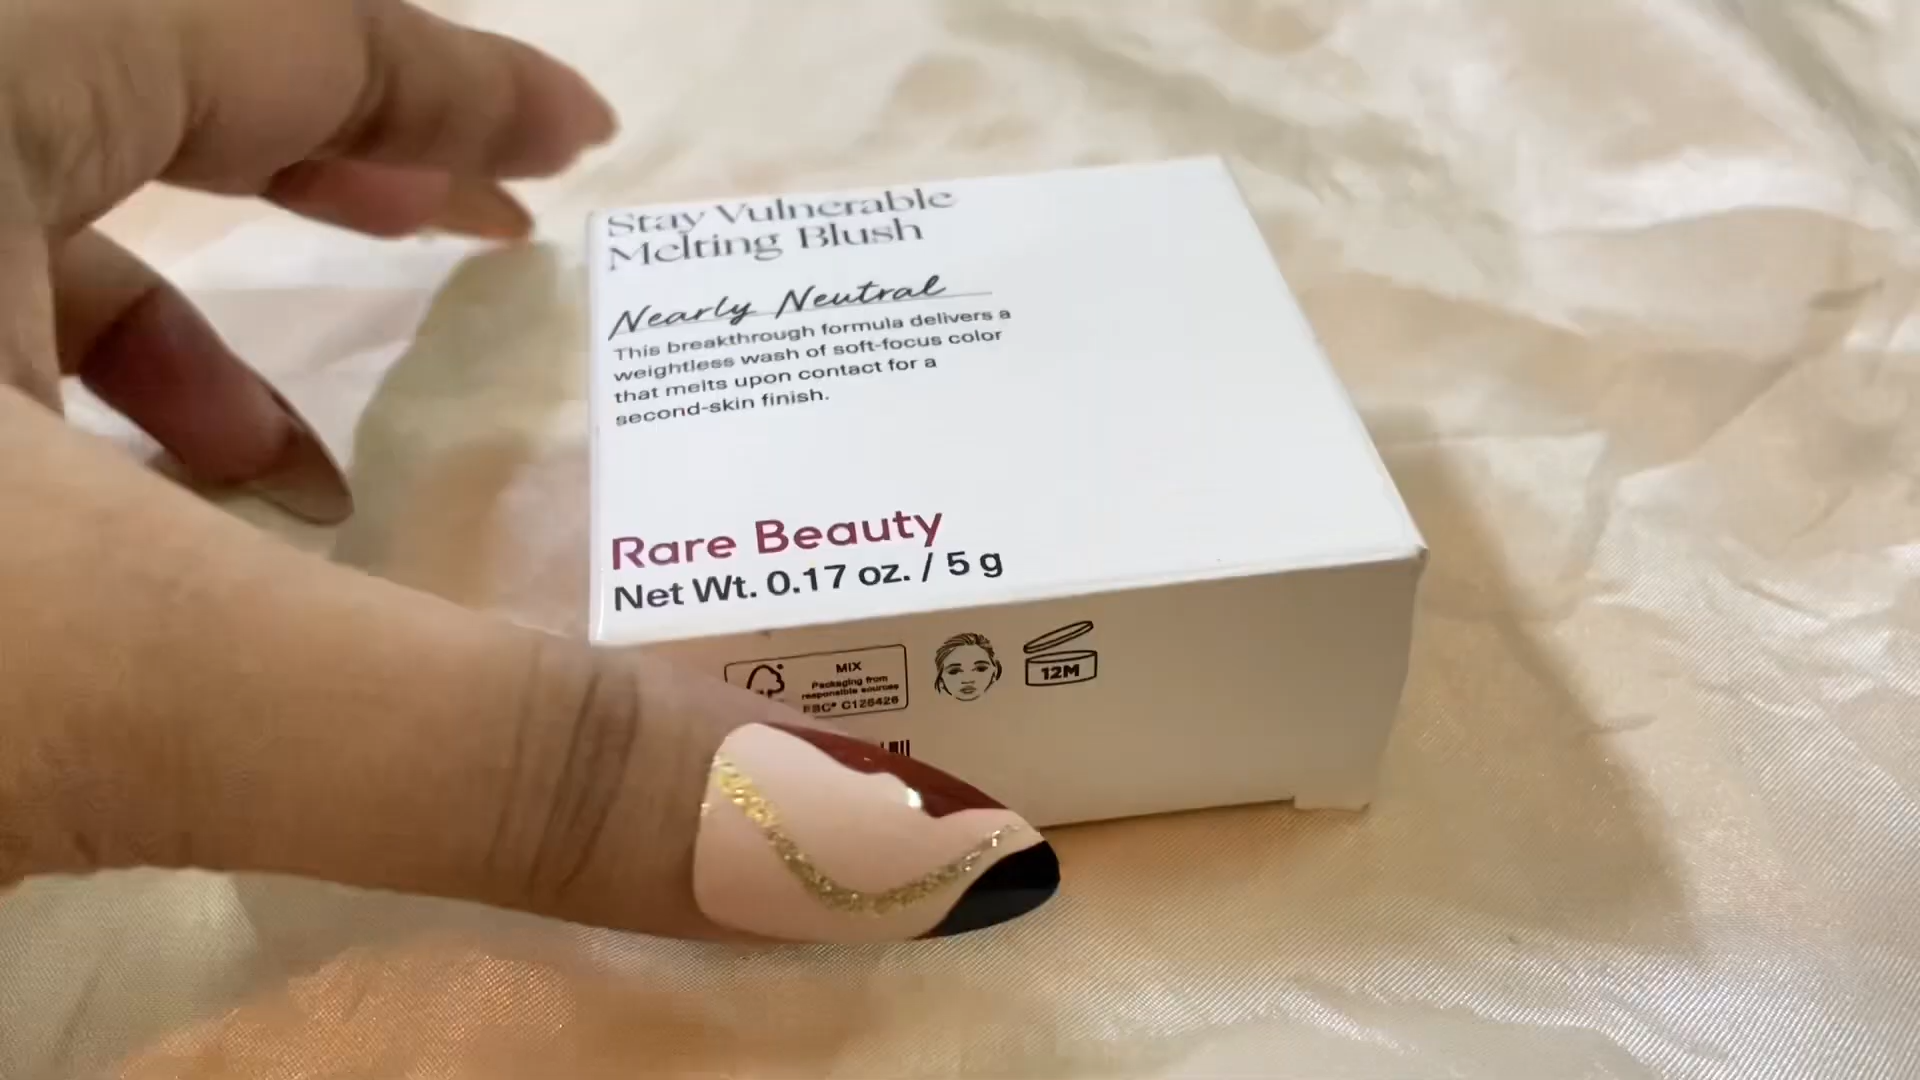 Stay Vulnerable
Melting Blush
Nearly Neutral
This breakthrough formula delivers a
weightless wash of soft-focus color
that melts upon contact for a
second-skin finish.
Rare Beauty
Net Wt. 0.17 oz. / 5 g
MIX
Packaging from
responsible sources
FSC® C128426
12M